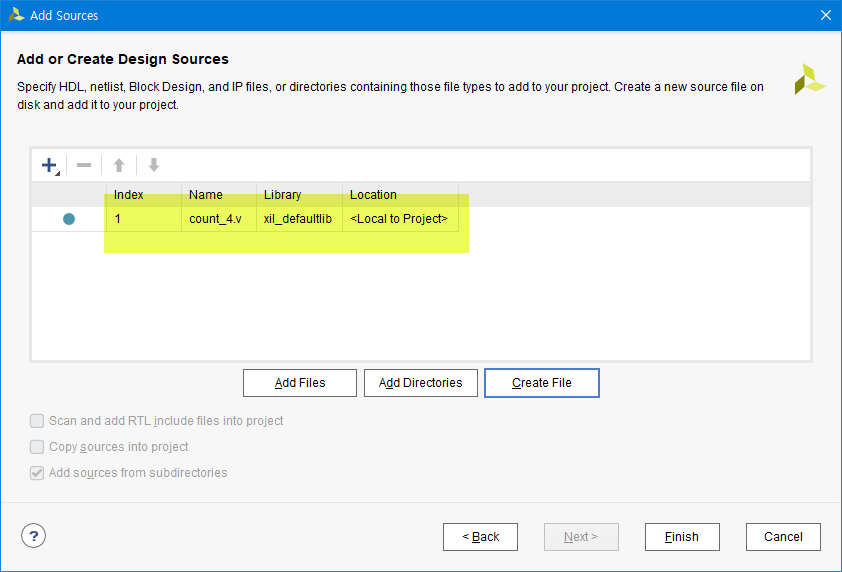 Add Sources
Add or Create Design Sources
Specify HDL, netlist, Block Design, and IP files, or directories containing those file types to add to your project. Create a new source file on
disk and add it to your project.
Index Name Library Location
1 count_4.v xil_defaultlib <Local to Project>
Add Files Add Directories Create File
Scan and add RTL include files into project
Copy sources into project
Add sources from subdirectories
? < Back Next > Finish Cancel